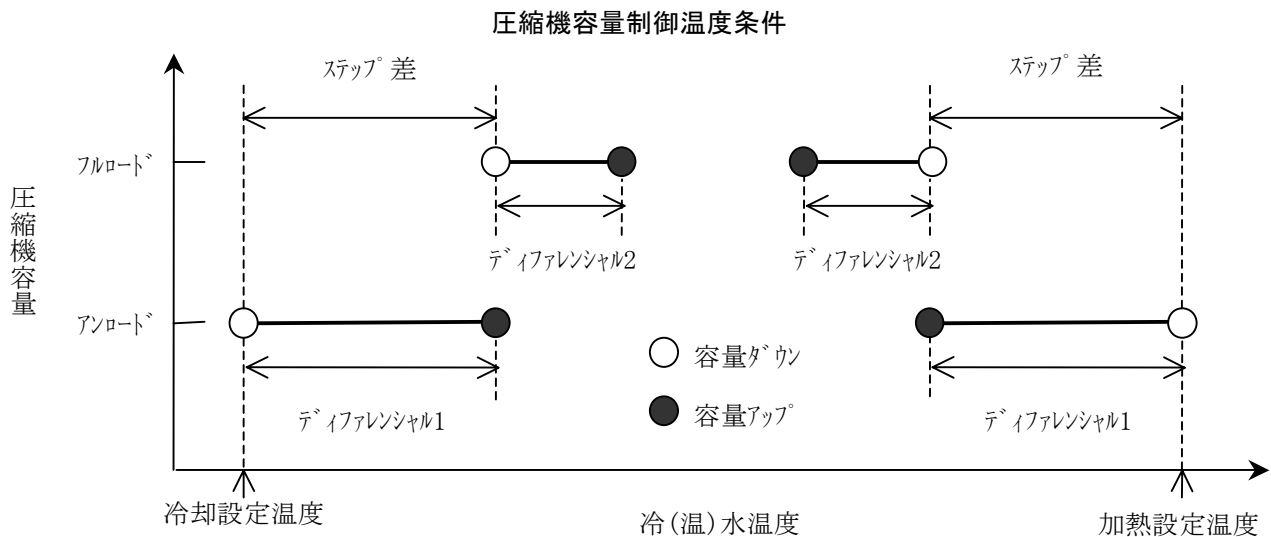 圧縮機容量制御温度条件
ｽﾃｯﾌﾟ差
ｽﾃｯﾌﾟ差
ﾌﾙﾛｰﾄﾞ
圧縮機容量
ﾃﾞｨﾌｧﾚﾝｼｬﾙ2
ﾃﾞｨﾌｧﾚﾝｼｬﾙ2
ｱﾝﾛｰﾄﾞ
容量ﾀﾞｳﾝ
容量ｱｯﾌﾟ
ﾃﾞｨﾌｧﾚﾝｼｬﾙ1
ﾃﾞｨﾌｧﾚﾝｼｬﾙ1
冷却設定温度
冷(温)水温度
加熱設定温度